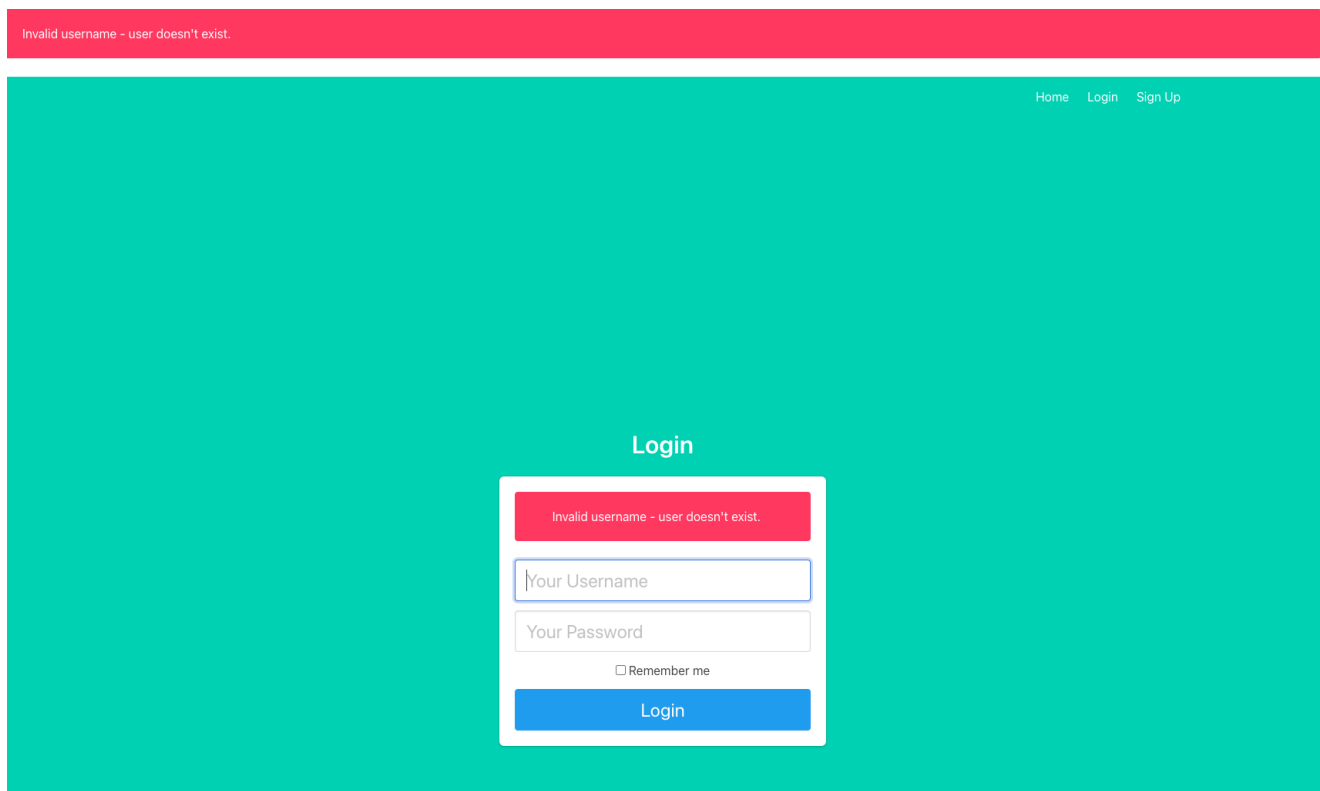 Invalid username - user doesn't exist.
Home Login Sign Up
Login
Invalid username - user doesn't exist.
Your Username
Your Password
Remember me
Login